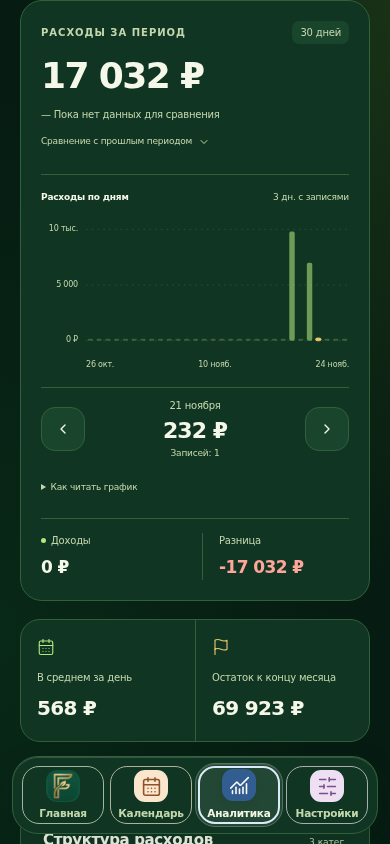 РАСХОДЫ ЗА ПЕРИОД
30 дней
17 032 ₽
— Пока нет данных для сравнения
Сравнение с прошлым периодом
Расходы по дням
3 дн. с записями
10 тыс.
5 000
0 ₽
26 окт.
10 нояб.
24 нояб.
21 ноября
232 ₽
Записей: 1
Как читать график
Доходы
0 ₽
Разница
-17 032 ₽
В среднем за день
568 ₽
Остаток к концу месяца
69 923 ₽
Главная
Календарь
Аналитика
Настройки
Структура расходов
3 катег.